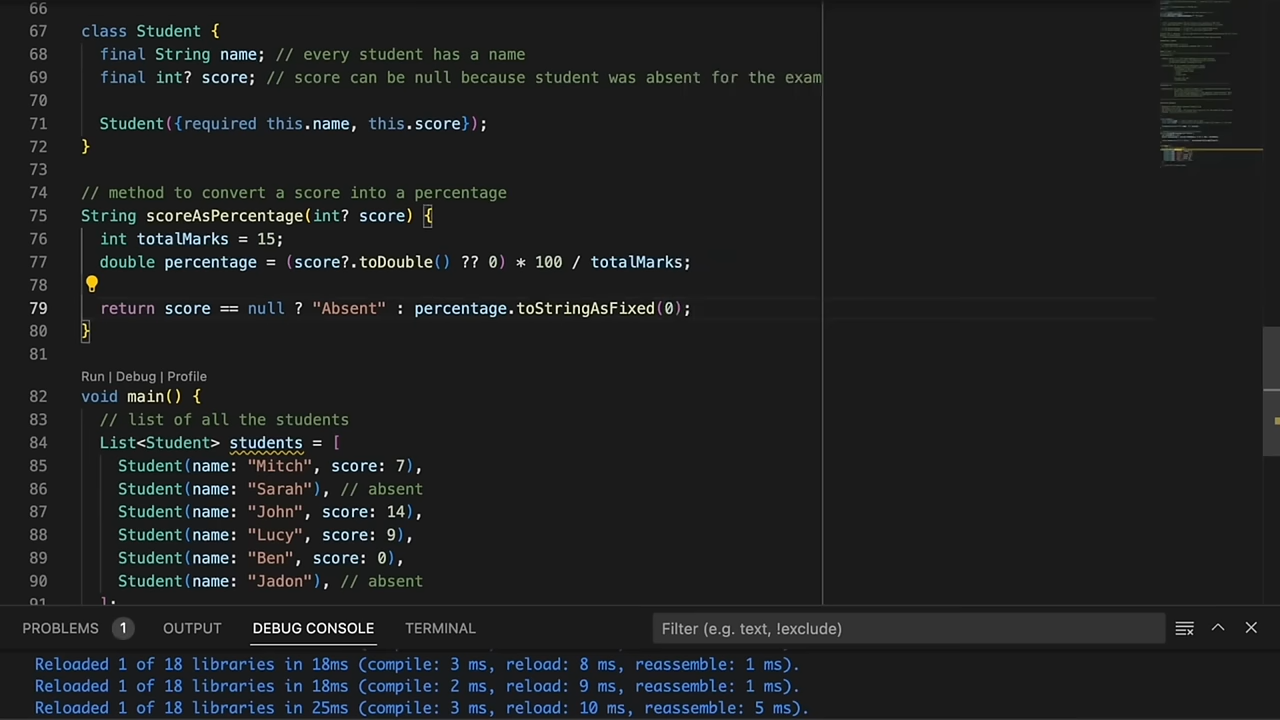 66
67 class Student {
68 final String name; // every student has a name
69 final int? score; // score can be null because student was absent for the exam
70
71 Student({required this.name, this.score});
72 }
73
74 // method to convert a score into a percentage
75 String scoreAsPercentage(int? score) {
76 int totalMarks = 15;
77 double percentage = (score?.toDouble() ?? 0) * 100 / totalMarks;
78
79 return score == null ? "Absent" : percentage.toStringAsFixed(0);
80 }
81
Run | Debug | Profile
82 void main() {
83 // list of all the students
84 List<Student> students = [
85 Student(name: "Mitch", score: 7),
86 Student(name: "Sarah"), // absent
87 Student(name: "John", score: 14),
88 Student(name: "Lucy", score: 9),
89 Student(name: "Ben", score: 0),
90 Student(name: "Jadon"), // absent
91 ];
PROBLEMS 1 OUTPUT DEBUG CONSOLE TERMINAL Filter (e.g. text, !exclude)
Reloaded 1 of 18 libraries in 18ms (compile: 3 ms, reload: 8 ms, reassemble: 1 ms).
Reloaded 1 of 18 libraries in 18ms (compile: 2 ms, reload: 9 ms, reassemble: 1 ms).
Reloaded 1 of 18 libraries in 25ms (compile: 3 ms, reload: 10 ms, reassemble: 5 ms).